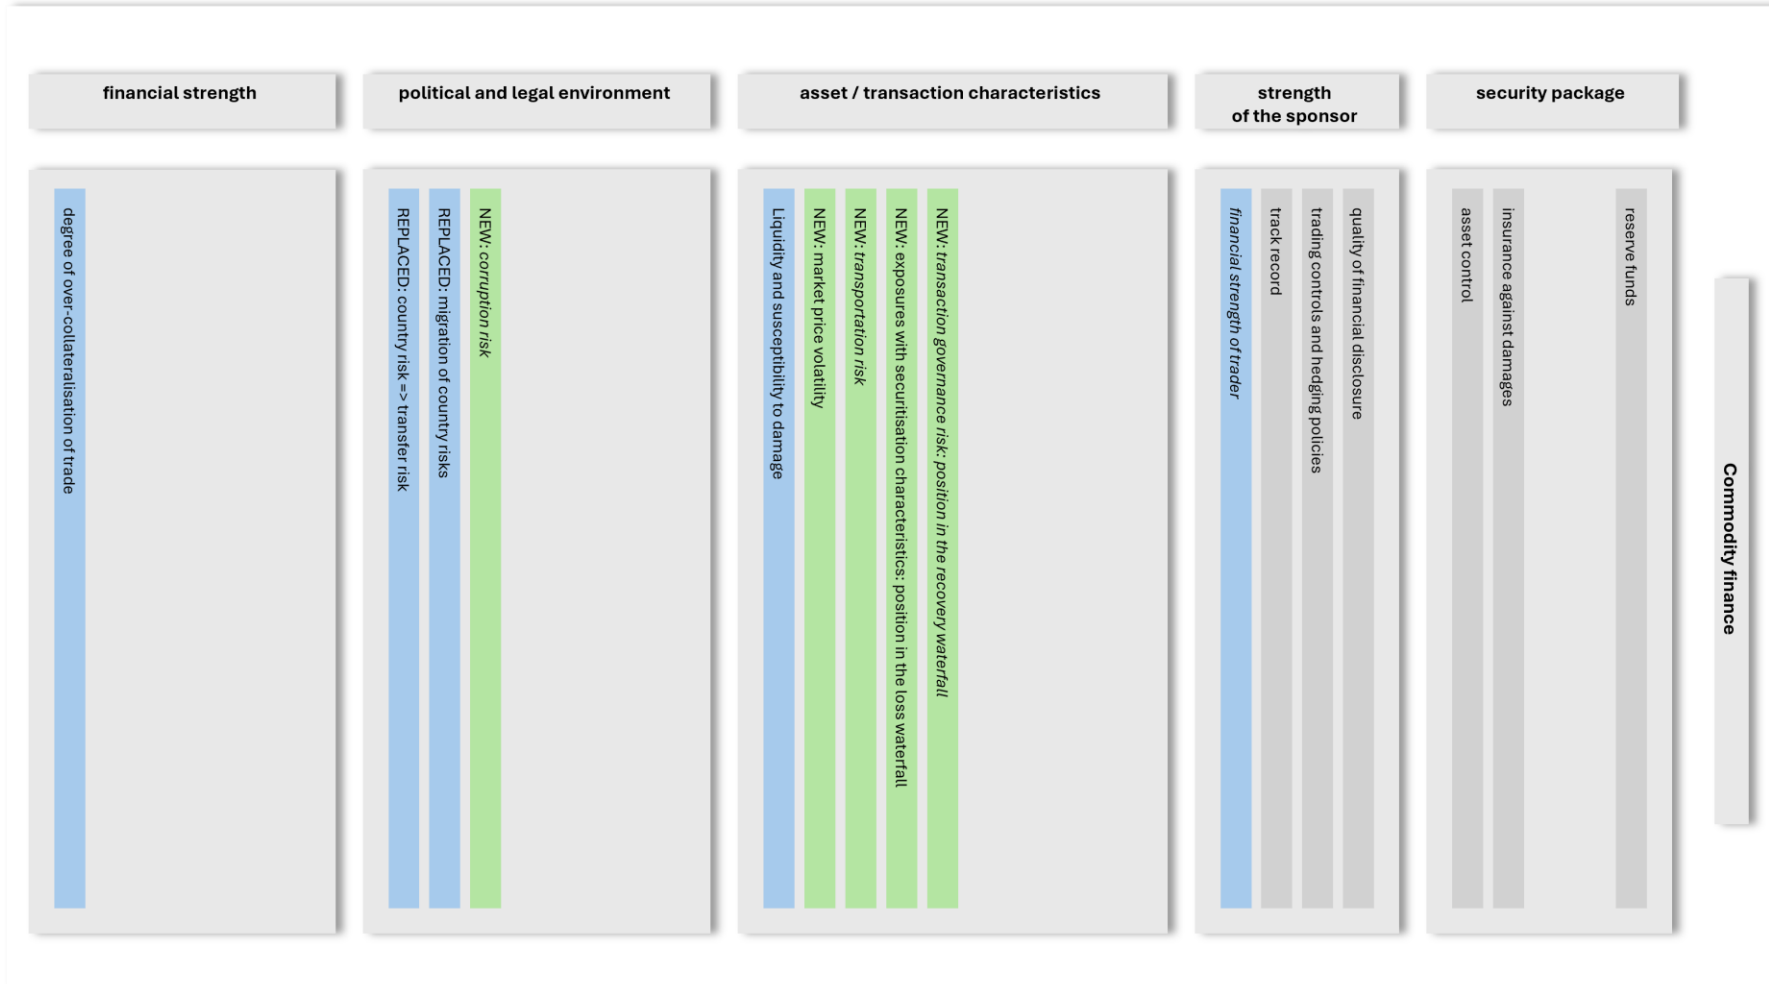 financial strength
political and legal environment
asset / transaction characteristics
strength
of the sponsor
security package
degree of over-collateralisation of trade
REPLACED: country risk => transfer risk
REPLACED: migration of country risks
NEW: corruption risk
Liquidity and susceptibility to damage
NEW: market price volatility
NEW: transportation risk
NEW: exposures with securitisation characteristics: position in the loss waterfall
NEW: transaction governance risk: position in the recovery waterfall
financial strength of trader
track record
trading controls and hedging policies
quality of financial disclosure
asset control
insurance against damages
reserve funds
Commodity finance